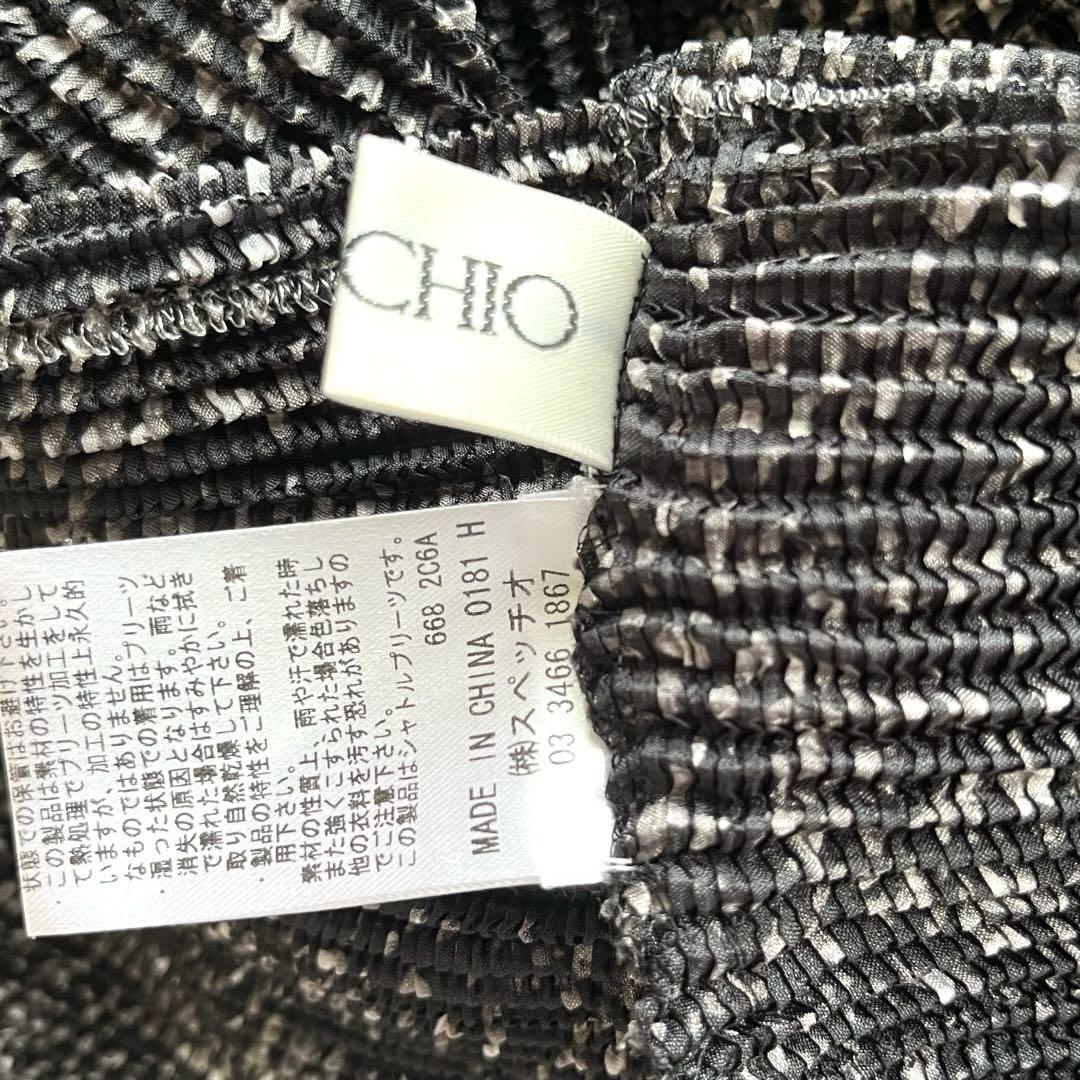 CHIO
状態での保管はお避け下さい。
・この製品は素材の特性を生かし
て熱処理でプリーツ加工をして
いますが、加工の特性上永久的
なものではありません。
・湿った状態での着用はプリーツ
消失の原因となります。雨など
で濡れた場合はすみやかに拭き
取り自然乾燥して下さい。
・製品の特性をご理解の上、ご着
用下さい。
素材の性質上、雨や汗で濡れた時
また強くこすられた場合色落ちし
他の衣料を汚す恐れがありますの
でご注意下さい。
この製品はシャトルプリーツです。
668 2C6A
MADE IN CHINA 0181 H
㈱スペッチオ
03 3466 1867